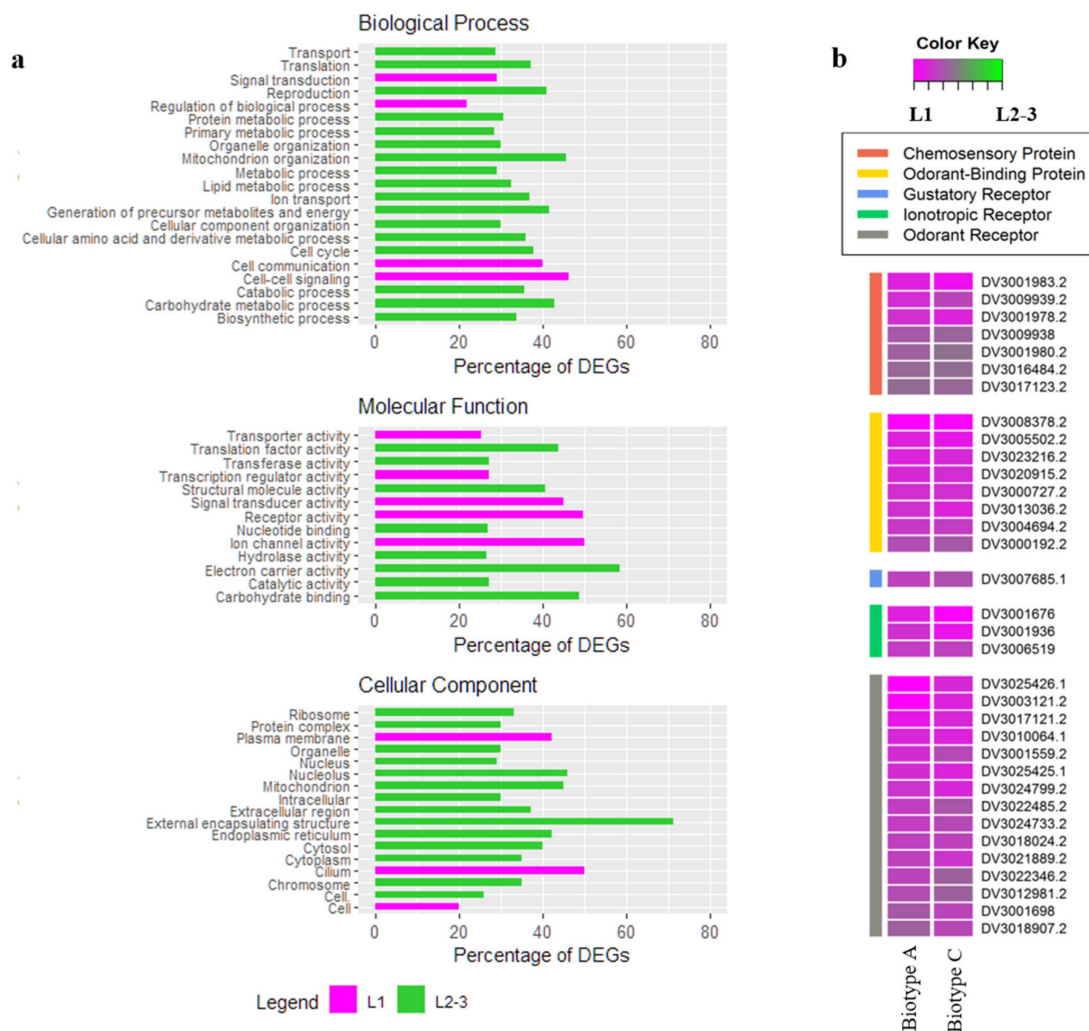 a
Biological Process
Transport
Translation
Signal transduction
Reproduction
Regulation of biological process
Protein metabolic process
Primary metabolic process
Organelle organization
Mitochondrion organization
Metabolic process
Lipid metabolic process
Ion transport
Generation of precursor metabolites and energy
Cellular component organization
Cellular amino acid and derivative metabolic process
Cell cycle
Cell communication
Cell-cell signaling
Catabolic process
Carbohydrate metabolic process
Biosynthetic process
0 20 40 60 80
Percentage of DEGs
Molecular Function
Transporter activity
Translation factor activity
Transferase activity
Transcription regulator activity
Structural molecule activity
Signal transducer activity
Receptor activity
Nucleotide binding
Ion channel activity
Hydrolase activity
Electron carrier activity
Catalytic activity
Carbohydrate binding
0 20 40 60 80
Percentage of DEGs
Cellular Component
Ribosome
Protein complex
Plasma membrane
Organelle
Nucleus
Nucleolus
Mitochondrion
Intracellular
Extracellular region
External encapsulating structure
Endoplasmic reticulum
Cytosol
Cytoplasm
Cilium
Chromosome
Cell.
Cell
0 20 40 60 80
Percentage of DEGs
Legend L1 L2-3
b
Color Key
L1 L2-3
Chemosensory Protein
Odorant-Binding Protein
Gustatory Receptor
Ionotropic Receptor
Odorant Receptor
DV3001983.2
DV3009939.2
DV3001978.2
DV3009938
DV3001980.2
DV3016484.2
DV3017123.2
DV3008378.2
DV3005502.2
DV3023216.2
DV3020915.2
DV3000727.2
DV3013036.2
DV3004694.2
DV3000192.2
DV3007685.1
DV3001676
DV3001936
DV3006519
DV3025426.1
DV3003121.2
DV3017121.2
DV3010064.1
DV3001559.2
DV3025425.1
DV3024799.2
DV3022485.2
DV3024733.2
DV3018024.2
DV3021889.2
DV3022346.2
DV3012981.2
DV3001698
DV3018907.2
Biotype A
Biotype C